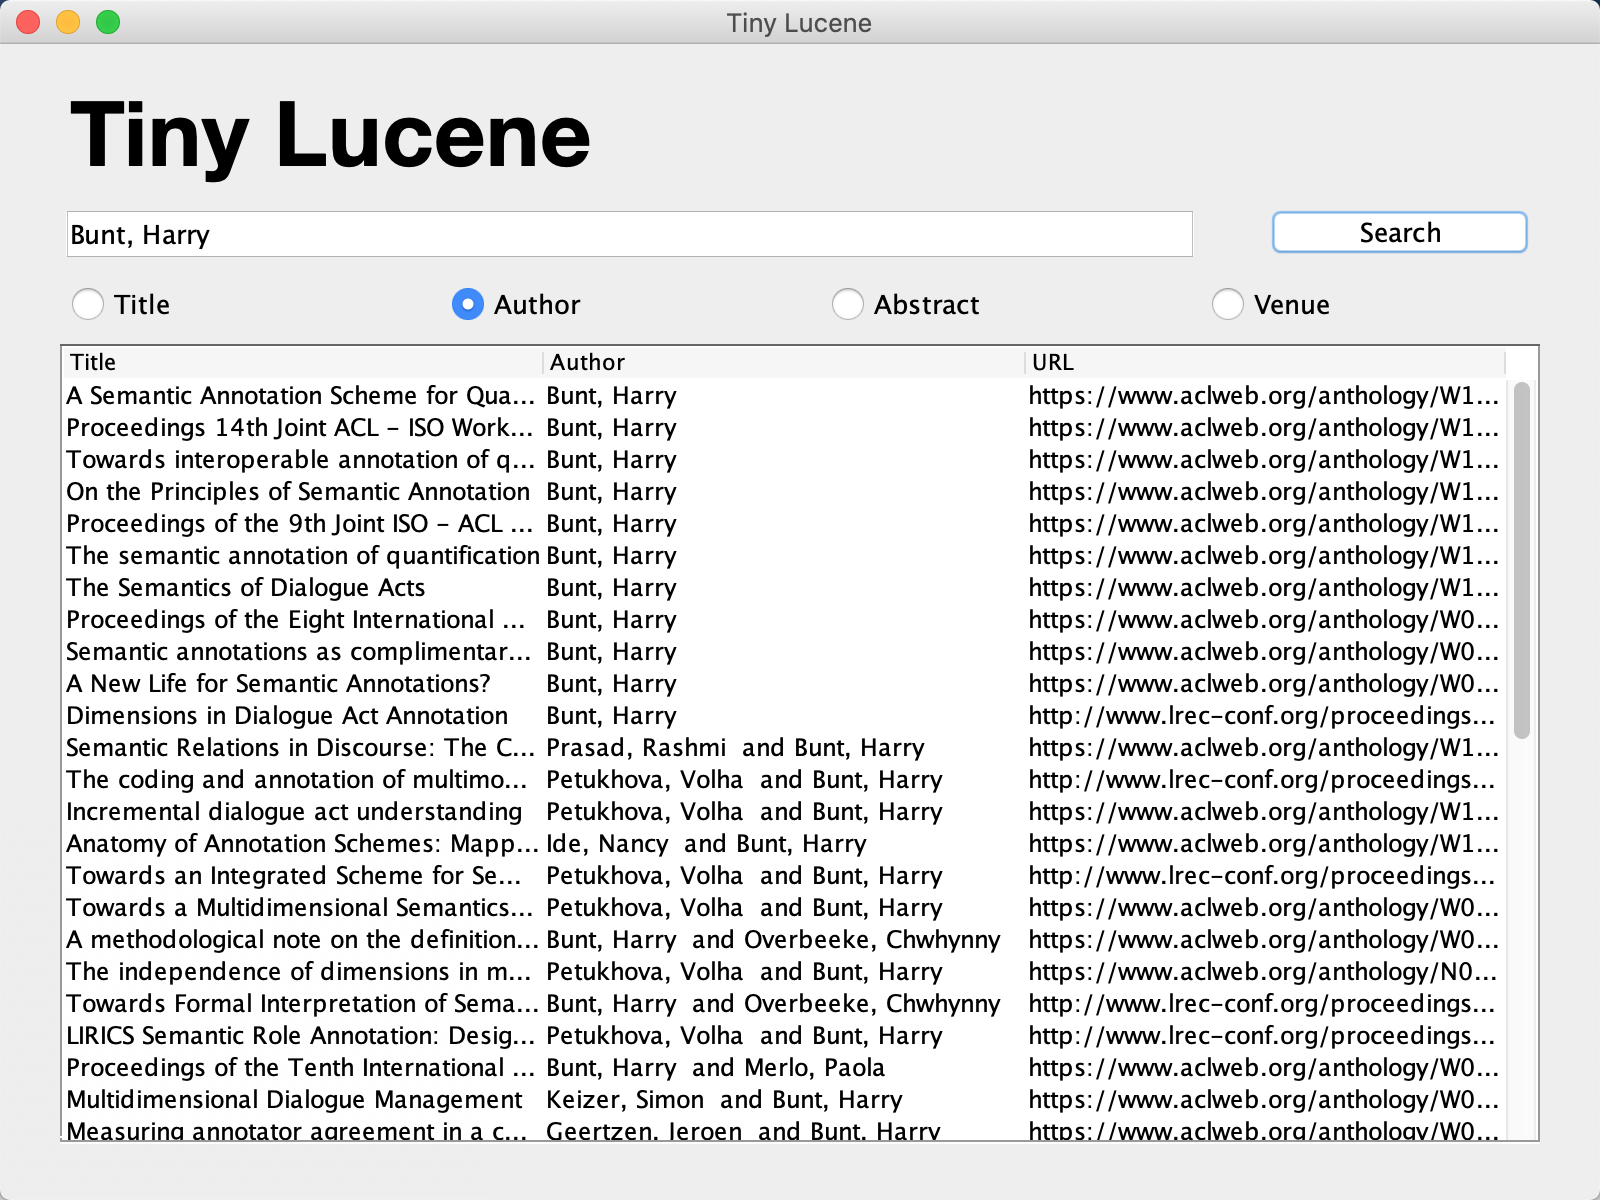 Tiny Lucene
Tiny Lucene
Bunt, Harry Search
Title Author Abstract Venue
Title Author URL
A Semantic Annotation Scheme for Qua... Bunt, Harry https://www.aclweb.org/anthology/W1...
Proceedings 14th Joint ACL - ISO Work... Bunt, Harry https://www.aclweb.org/anthology/W1...
Towards interoperable annotation of q... Bunt, Harry https://www.aclweb.org/anthology/W1...
On the Principles of Semantic Annotation Bunt, Harry https://www.aclweb.org/anthology/W1...
Proceedings of the 9th Joint ISO - ACL ... Bunt, Harry https://www.aclweb.org/anthology/W1...
The semantic annotation of quantification Bunt, Harry https://www.aclweb.org/anthology/W1...
The Semantics of Dialogue Acts Bunt, Harry https://www.aclweb.org/anthology/W1...
Proceedings of the Eight International ... Bunt, Harry https://www.aclweb.org/anthology/W0...
Semantic annotations as complimentar... Bunt, Harry https://www.aclweb.org/anthology/W0...
A New Life for Semantic Annotations? Bunt, Harry https://www.aclweb.org/anthology/W0...
Dimensions in Dialogue Act Annotation Bunt, Harry http://www.lrec-conf.org/proceedings...
Semantic Relations in Discourse: The C... Prasad, Rashmi and Bunt, Harry https://www.aclweb.org/anthology/W1...
The coding and annotation of multimo... Petukhova, Volha and Bunt, Harry http://www.lrec-conf.org/proceedings...
Incremental dialogue act understanding Petukhova, Volha and Bunt, Harry https://www.aclweb.org/anthology/W1...
Anatomy of Annotation Schemes: Mapp... Ide, Nancy and Bunt, Harry https://www.aclweb.org/anthology/W1...
Towards an Integrated Scheme for Se... Petukhova, Volha and Bunt, Harry http://www.lrec-conf.org/proceedings...
Towards a Multidimensional Semantics... Petukhova, Volha and Bunt, Harry https://www.aclweb.org/anthology/W0...
A methodological note on the definition... Bunt, Harry and Overbeeke, Chwhynny https://www.aclweb.org/anthology/W0...
The independence of dimensions in m... Petukhova, Volha and Bunt, Harry https://www.aclweb.org/anthology/N0...
Towards Formal Interpretation of Sema... Bunt, Harry and Overbeeke, Chwhynny http://www.lrec-conf.org/proceedings...
LIRICS Semantic Role Annotation: Desig... Petukhova, Volha and Bunt, Harry http://www.lrec-conf.org/proceedings...
Proceedings of the Tenth International ... Bunt, Harry and Merlo, Paola https://www.aclweb.org/anthology/W0...
Multidimensional Dialogue Management Keizer, Simon and Bunt, Harry https://www.aclweb.org/anthology/W0...
Measuring annotator agreement in a c... Geertzen, Jeroen and Bunt, Harry https://www.aclweb.org/anthology/W0...